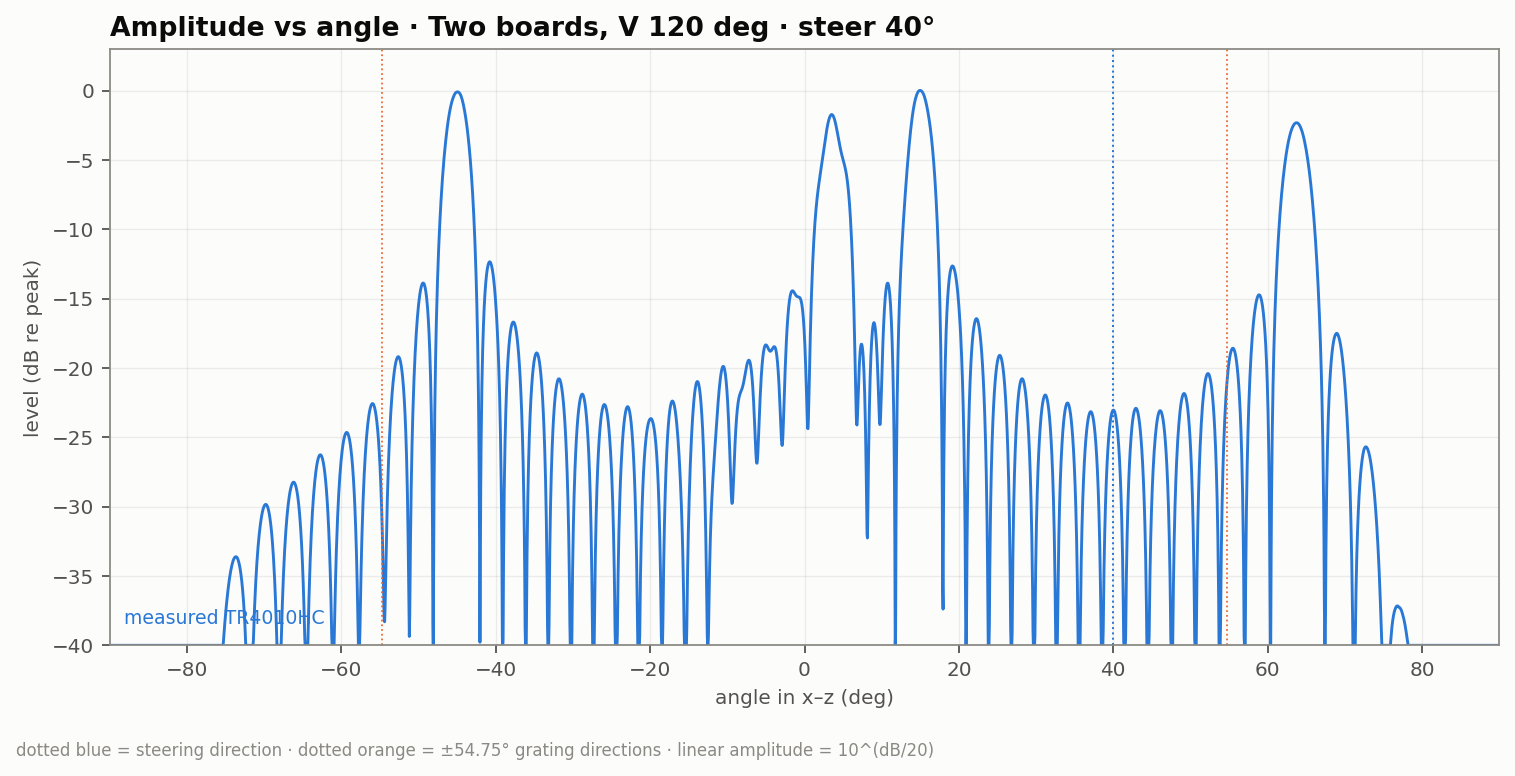 Amplitude vs angle · Two boards, V 120 deg · steer 40°
level (dB re peak)
0
−5
−10
−15
−20
−25
−30
−35
−40
measured TR4010HC
−80 −60 −40 −20 0 20 40 60 80
angle in x–z (deg)
dotted blue = steering direction · dotted orange = ±54.75° grating directions · linear amplitude = 10^(dB/20)